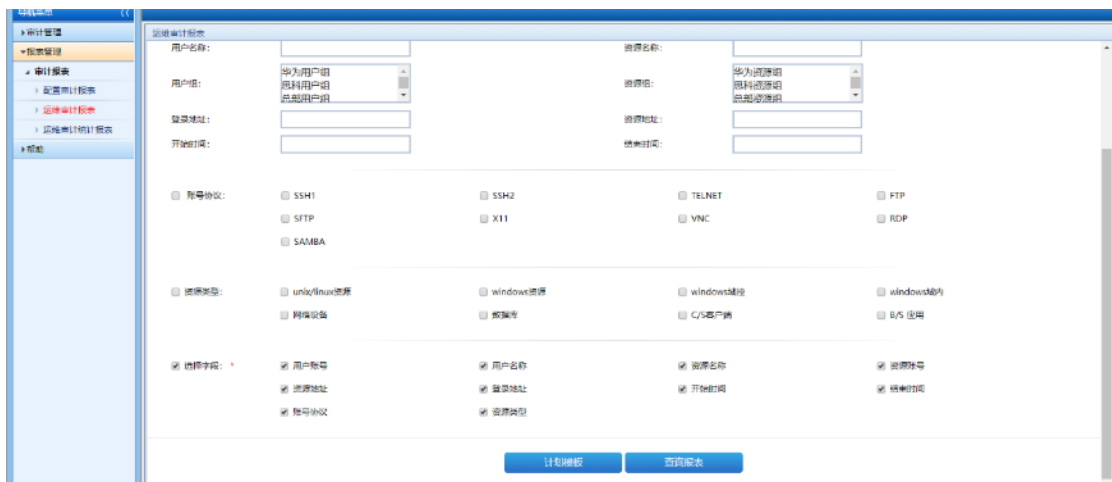 导航菜单
审计管理
报表管理
审计报表
配置审计报表
运维审计报表
运维审计统计报表
帮助
运维审计报表
用户名称: 资源名称:
用户组: 华为用户组 思科用户组 总部用户组 资源组: 华为资源组 思科资源组 总部资源组
登录地址: 资源地址:
开始时间: 结束时间:
账号协议: SSH1 SSH2 TELNET FTP
SFTP X11 VNC RDP
SAMBA
资源类型: unix/linux资源 windows资源 windows域控 windows域内
网络设备 数据库 C/S客户端 B/S 应用
选择字段: * 用户账号 用户名称 资源名称 资源账号
资源地址 登录地址 开始时间 结束时间
账号协议 资源类型
计划模板 查询报表